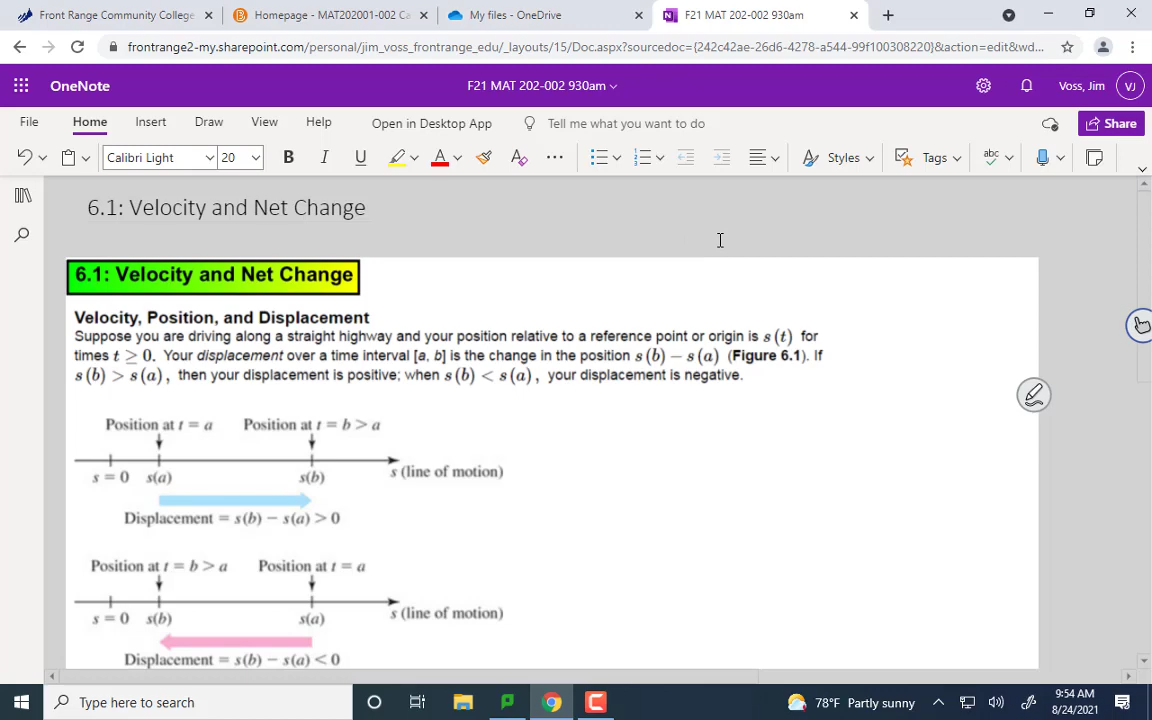 Front Range Community College
Homepage - MAT202001-002 Ca
My files - OneDrive
F21 MAT 202-002 930am
frontrange2-my.sharepoint.com/personal/jim_voss_frontrange_edu/_layouts/15/Doc.aspx?sourcedoc={242c42ae-26d6-4278-a544-99f100308220}&action=edit&wd...
OneNote
F21 MAT 202-002 930am
Voss, Jim
VJ
File
Home
Insert
Draw
View
Help
Open in Desktop App
Tell me what you want to do
Share
Calibri Light
20
B
I
U
A
A
Styles
Tags
abc
6.1: Velocity and Net Change
6.1: Velocity and Net Change
Velocity, Position, and Displacement
Suppose you are driving along a straight highway and your position relative to a reference point or origin is s(t) for
times t ≥ 0. Your displacement over a time interval [a, b] is the change in the position s(b) − s(a) (Figure 6.1). If
s(b) > s(a), then your displacement is positive; when s(b) < s(a), your displacement is negative.
Position at t = a
Position at t = b > a
s = 0
s(a)
s(b)
s (line of motion)
Displacement = s(b) − s(a) > 0
Position at t = b > a
Position at t = a
s = 0
s(b)
s(a)
s (line of motion)
Displacement = s(b) − s(a) < 0
Type here to search
78°F Partly sunny
9:54 AM
8/24/2021